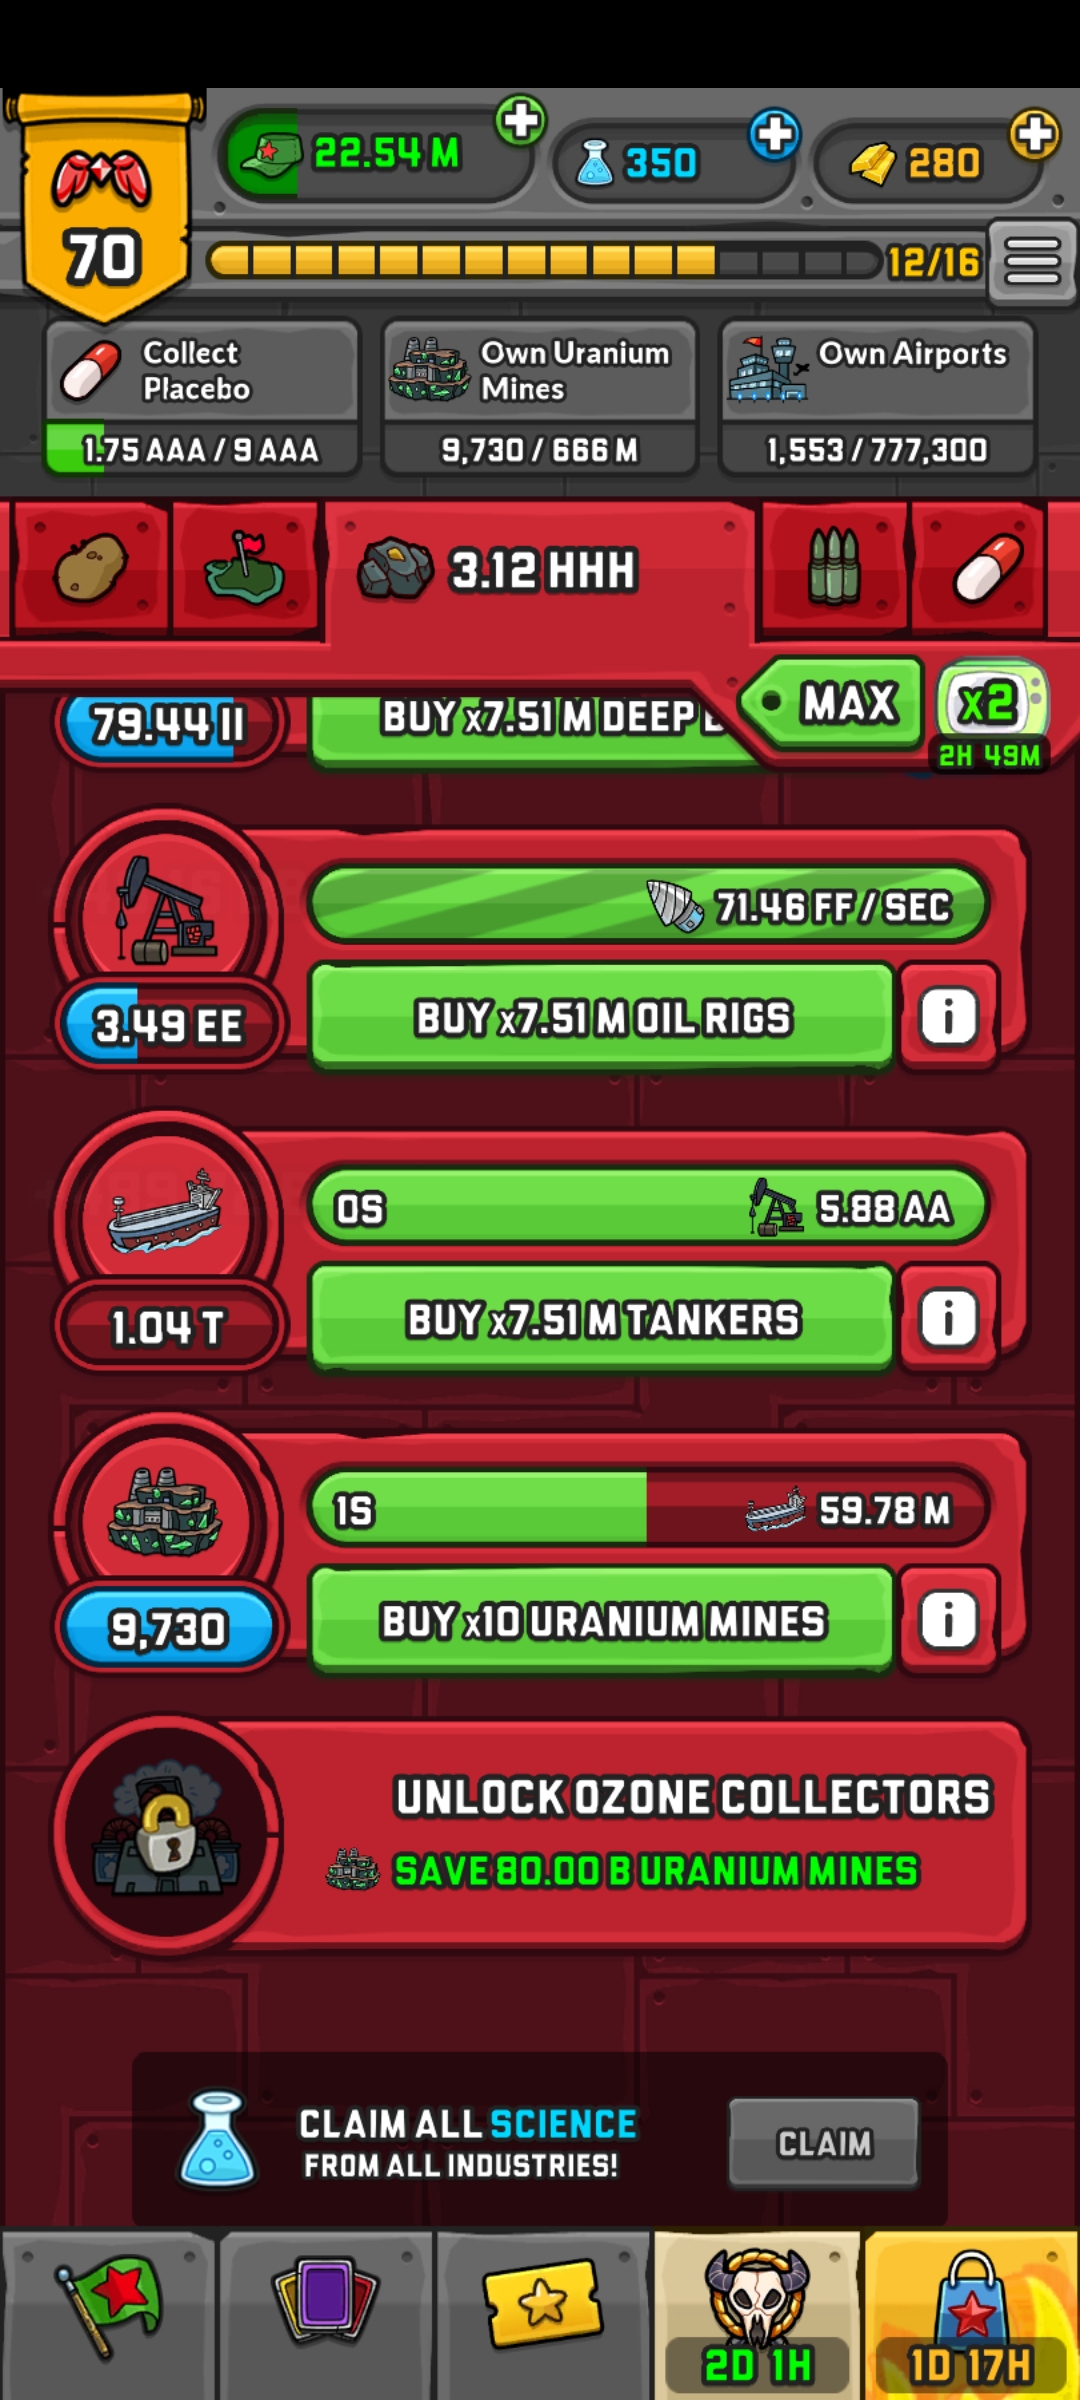 22.54 M
350
280
70
12/16
Collect
Placebo
Own Uranium
Mines
Own Airports
1.75 AAA / 9 AAA
9,730 / 666 M
1,553 / 777,300
3.12 HHH
MAX
x2
2H 49M
79.44 II
BUY x7.51 M DEEP
71.46 FF / SEC
3.49 EE
BUY x7.51 M OIL RIGS
i
0S
5.88 AA
1.04 T
BUY x7.51 M TANKERS
i
1S
59.78 M
9,730
BUY x10 URANIUM MINES
i
UNLOCK OZONE COLLECTORS
SAVE 80.00 B URANIUM MINES
CLAIM ALL SCIENCE
FROM ALL INDUSTRIES!
CLAIM
2D 1H
1D 17H